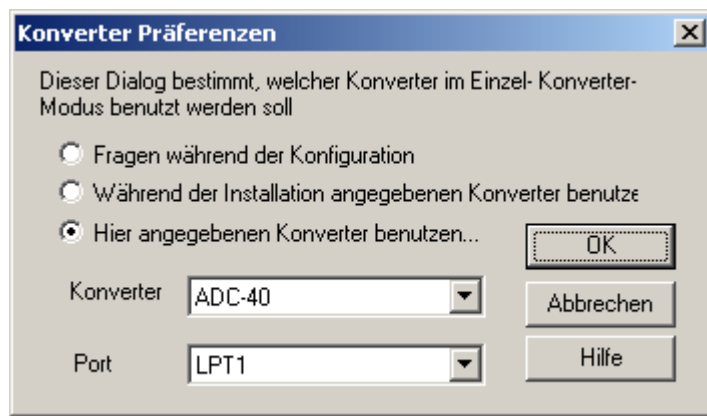 Konverter Präferenzen
Dieser Dialog bestimmt, welcher Konverter im Einzel- Konverter-
Modus benutzt werden soll
Fragen während der Konfiguration
Während der Installation angegebenen Konverter benutze
Hier angegebenen Konverter benutzen...
OK
Konverter
ADC-40
Abbrechen
Port
LPT1
Hilfe